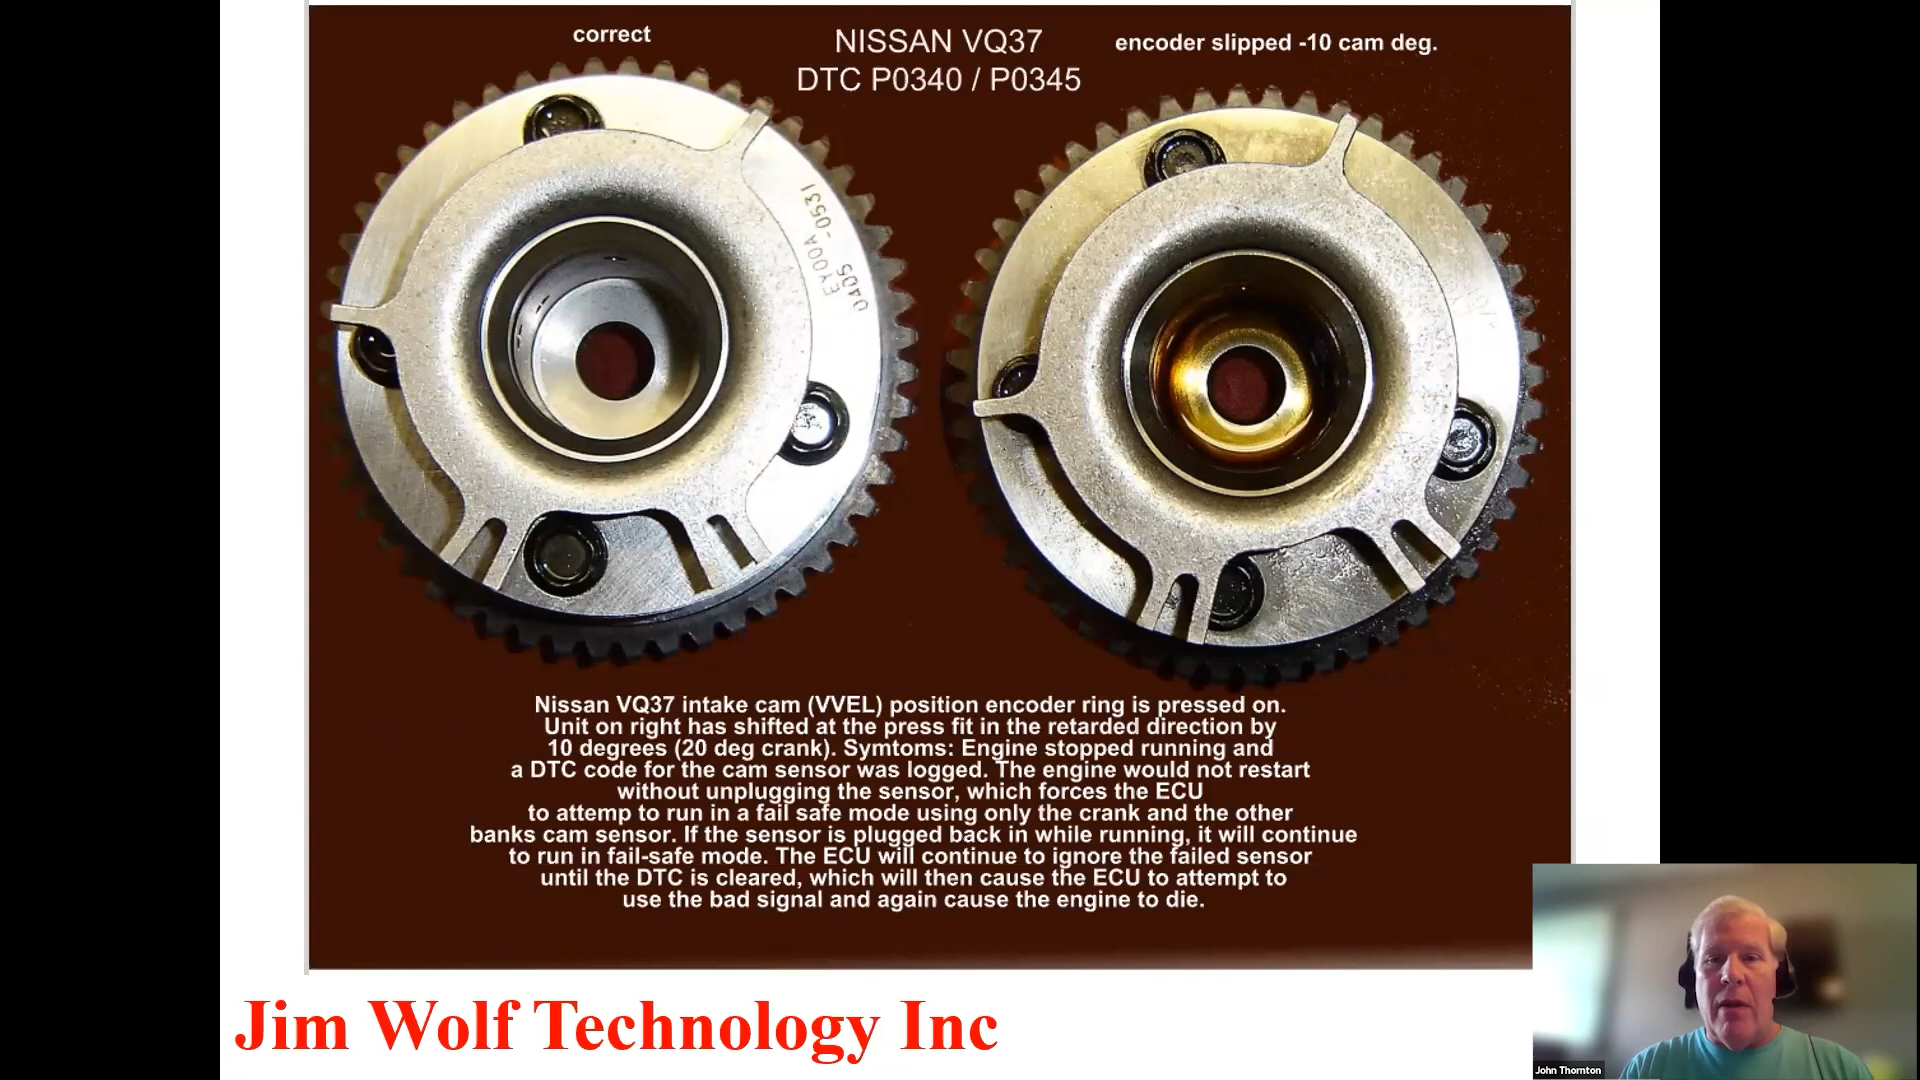 correct
NISSAN VQ37
encoder slipped -10 cam deg.
DTC P0340 / P0345
EY00A -0531
04D5
Nissan VQ37 intake cam (VVEL) position encoder ring is pressed on.
Unit on right has shifted at the press fit in the retarded direction by
10 degrees (20 deg crank). Symtoms: Engine stopped running and
a DTC code for the cam sensor was logged. The engine would not restart
without unplugging the sensor, which forces the ECU
to attemp to run in a fail safe mode using only the crank and the other
banks cam sensor. If the sensor is plugged back in while running, it will continue
to run in fail-safe mode. The ECU will continue to ignore the failed sensor
until the DTC is cleared, which will then cause the ECU to attempt to
use the bad signal and again cause the engine to die.
Jim Wolf Technology Inc
John Thornton